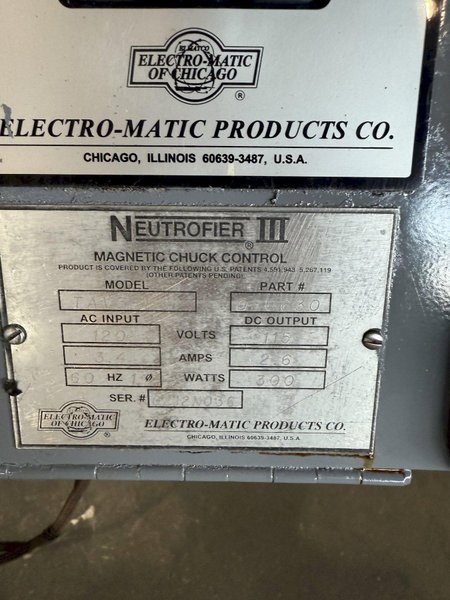 ELMATCO
ELECTRO-MATIC
OF CHICAGO
®
ELECTRO-MATIC PRODUCTS CO.
CHICAGO, ILLINOIS 60639-3487, U.S.A.
NEUTROFIER® III
MAGNETIC CHUCK CONTROL
PRODUCT IS COVERED BY THE FOLLOWING U.S. PATENTS 4,591,943 5,267,119
(OTHER PATENTS PENDING)
MODEL PART #
AC INPUT DC OUTPUT
VOLTS 115
AMPS 2.6
60 HZ 1Ø WATTS 300
SER. #
ELECTRO-MATIC
OF CHICAGO
®
ELECTRO-MATIC PRODUCTS CO.
CHICAGO, ILLINOIS 60639-3487, U.S.A.